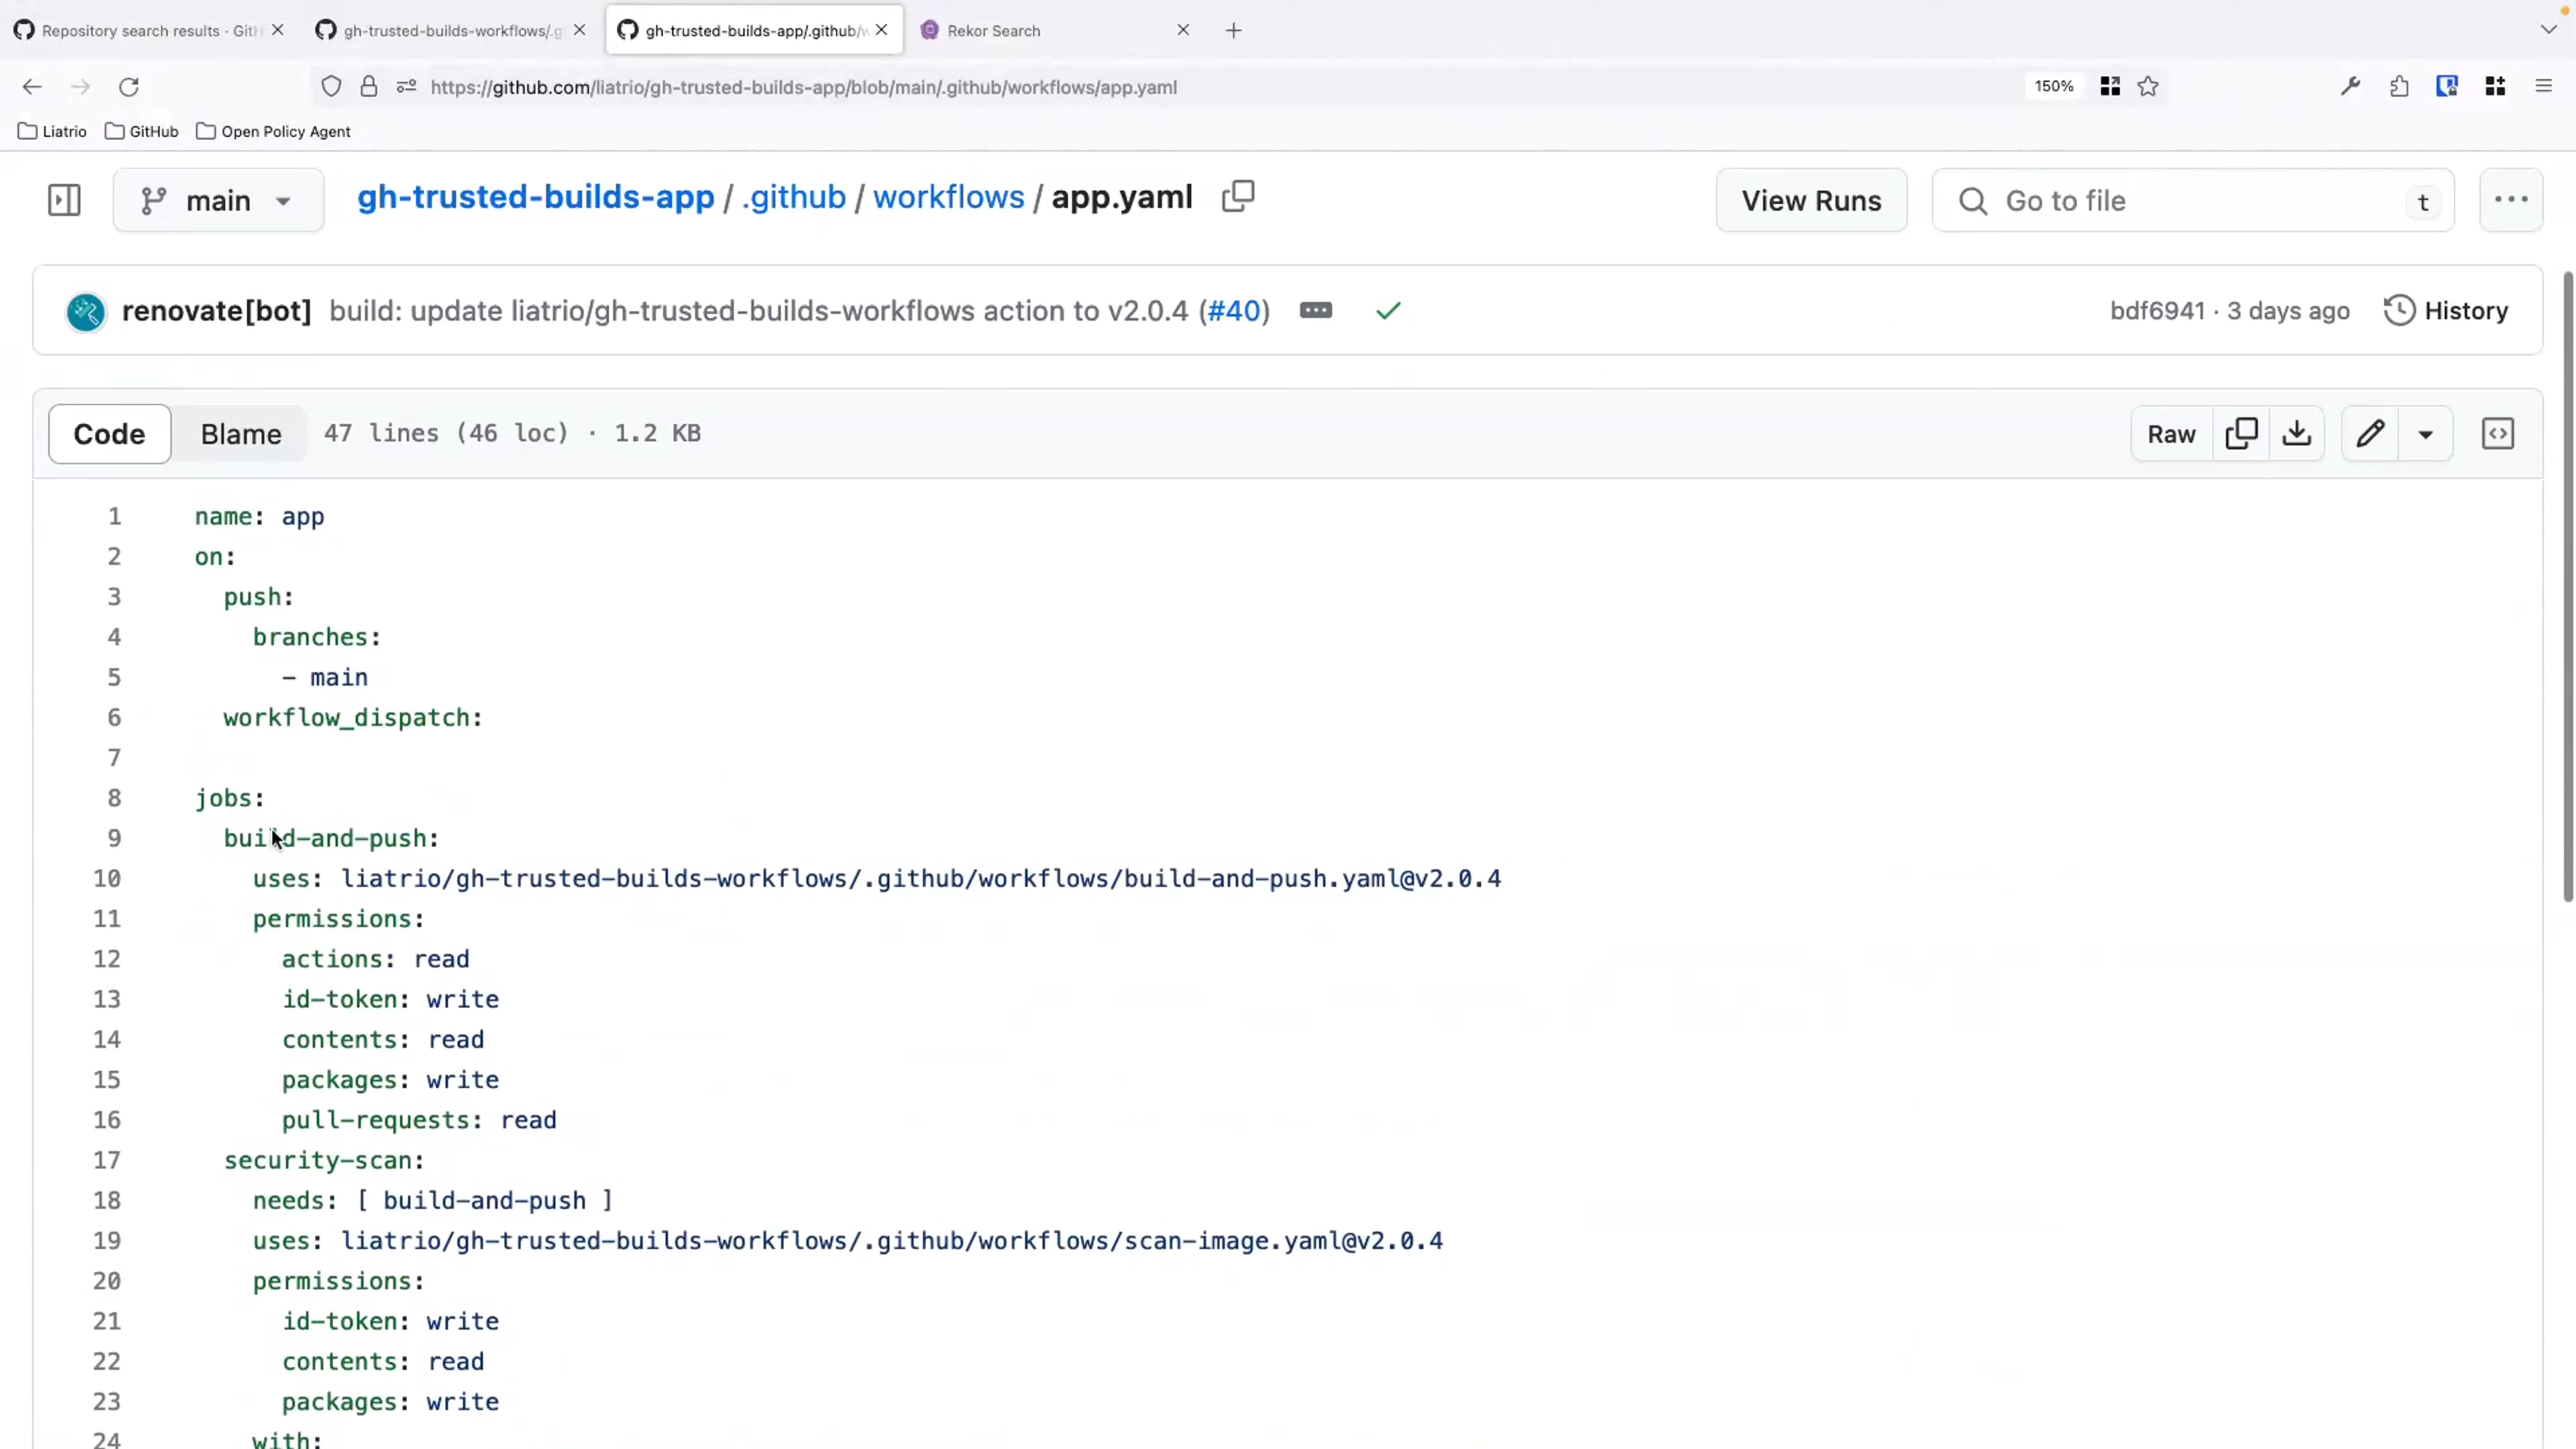 Repository search results · GitH
gh-trusted-builds-workflows/.g
gh-trusted-builds-app/.github/w
Rekor Search
https://github.com/liatrio/gh-trusted-builds-app/blob/main/.github/workflows/app.yaml
150%
Liatrio
GitHub
Open Policy Agent
main
gh-trusted-builds-app / .github / workflows / app.yaml
View Runs
Go to file
t
renovate[bot] build: update liatrio/gh-trusted-builds-workflows action to v2.0.4 (#40)
bdf6941 · 3 days ago
History
Code
Blame
47 lines (46 loc) · 1.2 KB
Raw
1 name: app
2 on:
3   push:
4     branches:
5       - main
6   workflow_dispatch:
7
8 jobs:
9   build-and-push:
10     uses: liatrio/gh-trusted-builds-workflows/.github/workflows/build-and-push.yaml@v2.0.4
11     permissions:
12       actions: read
13       id-token: write
14       contents: read
15       packages: write
16       pull-requests: read
17   security-scan:
18     needs: [ build-and-push ]
19     uses: liatrio/gh-trusted-builds-workflows/.github/workflows/scan-image.yaml@v2.0.4
20     permissions:
21       id-token: write
22       contents: read
23       packages: write
24     with: